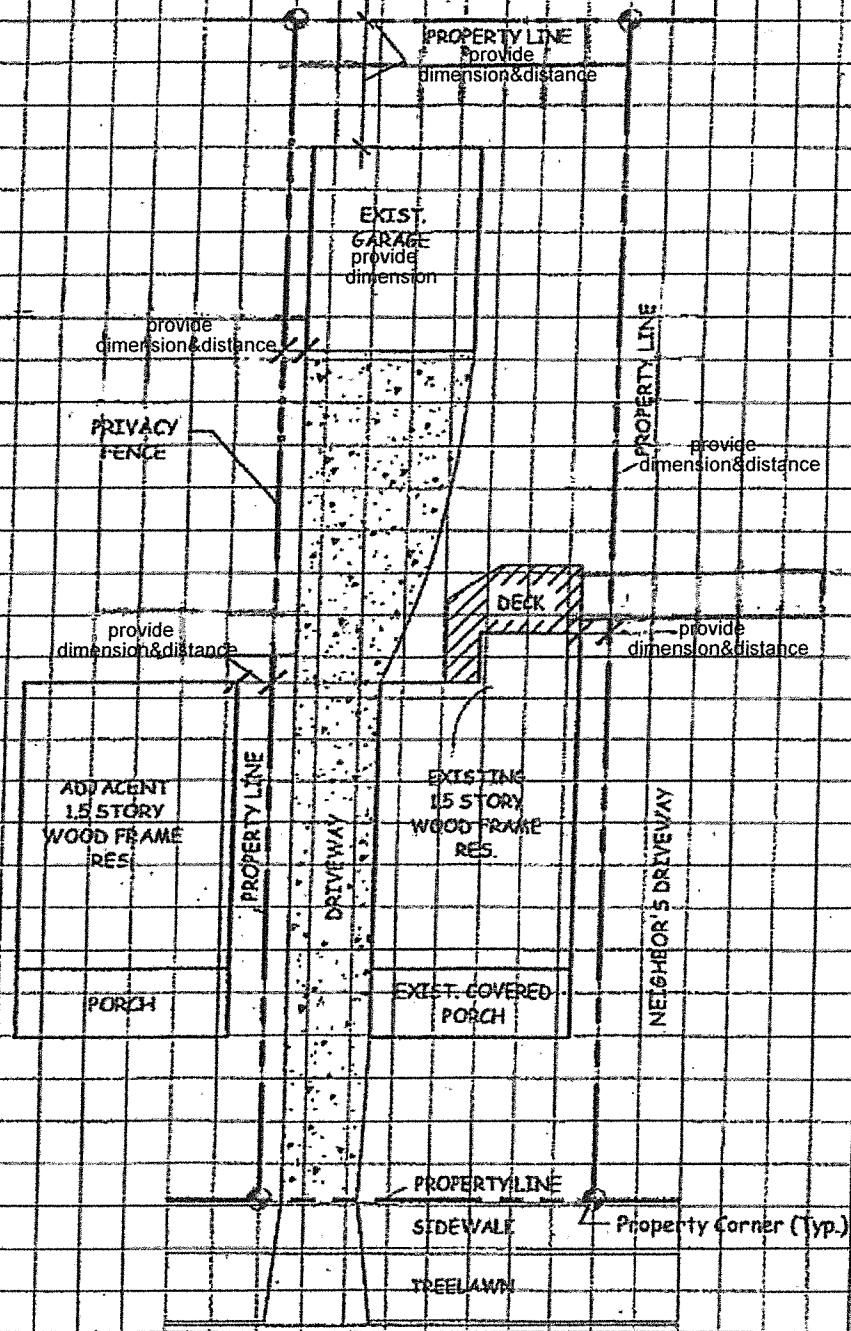 PROPERTY LINE
provide
dimension&distance
EXIST.
GARAGE
provide
dimension
provide
dimension&distance
PROPERTY LINE
PRIVACY
FENCE
provide
dimension&distance
DECK
provide
dimension&distance
provide
dimension&distance
ADJACENT
1.5 STORY
WOOD FRAME
RES.
PROPERTY LINE
DRIVEWAY
EXISTING
1.5 STORY
WOOD FRAME
RES.
NEIGHBOR'S DRIVEWAY
PORCH
EXIST. COVERED
PORCH
PROPERTY LINE
SIDEWALK
Property Corner (Typ.)
TREELAWN